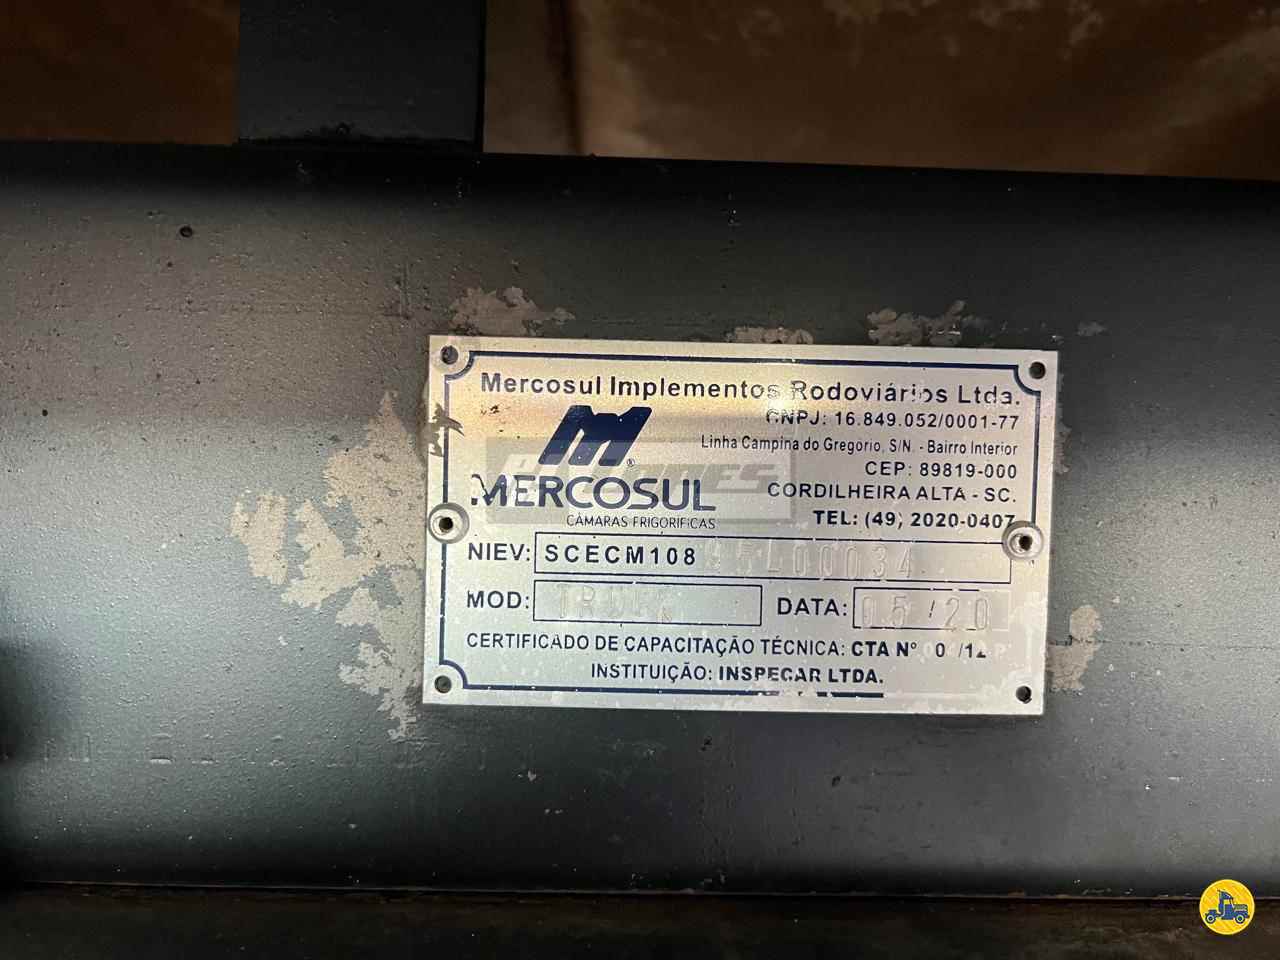 Mercosul Implementos Rodoviários Ltda.
CNPJ: 16.849.052/0001-77
Linha Campina do Gregório, S/N. - Bairro Interior
CEP: 89819-000
CORDILHEIRA ALTA - SC.
TEL: (49) 2020-0407
MERCOSUL
CÂMARAS FRIGORÍFICAS
NIEV: SCECM108
MOD: TRUCK DATA: 05/20
CERTIFICADO DE CAPACITAÇÃO TÉCNICA: CTA N°
INSTITUIÇÃO: INSPECAR LTDA.